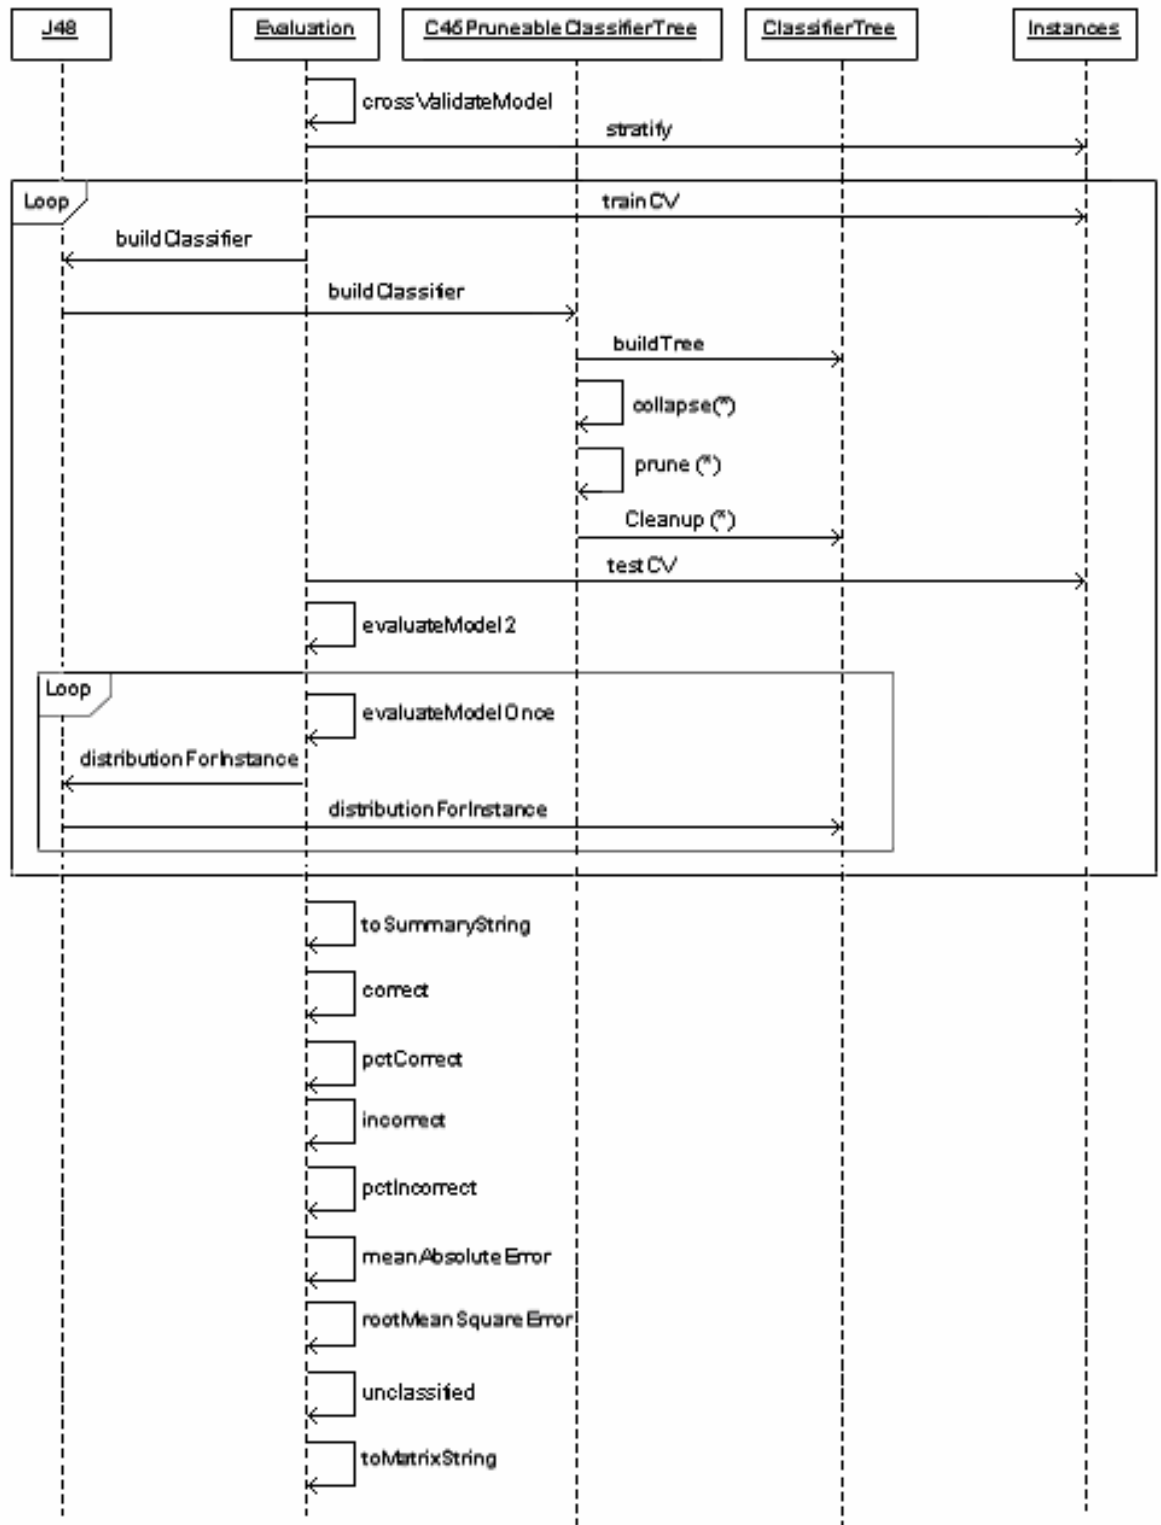 J48
Evaluation
C45PruneableClassifierTree
ClassifierTree
Instances
crossValidateModel
stratify
Loop
trainCV
buildClassifier
buildClassifier
buildTree
collapse(*)
prune (*)
Cleanup (*)
testCV
evaluateModel2
Loop
evaluateModelOnce
distributionForInstance
distributionForInstance
toSummaryString
correct
pctCorrect
incorrect
pctIncorrect
meanAbsoluteError
rootMeanSquareError
unclassified
toMatrixString